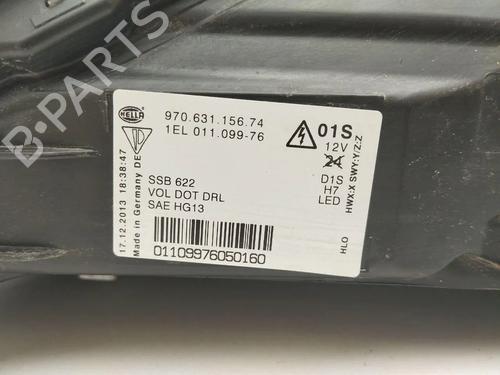 B-PARTS
HELLA
970.631.156.74
1EL 011.099-76
SSB 622
VOL DOT DRL
SAE HG13
01S
12V
24
D1S
H7
LED
HWX:X SWY:Y/Z:Z
HLO
17.12.2013 18:38:47
Made in Germany DE
01109976050160